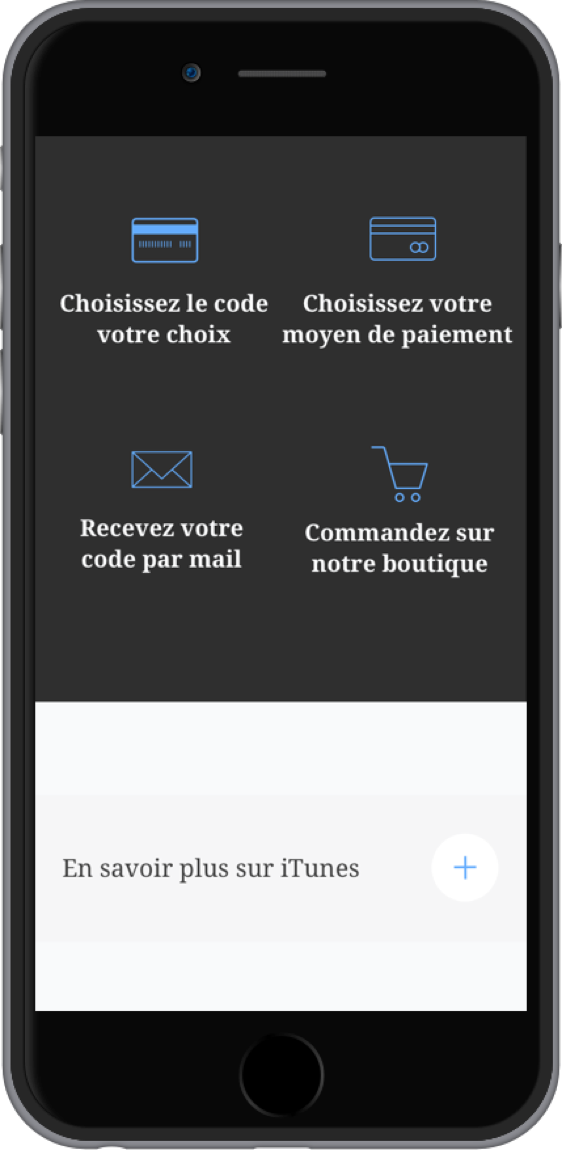 Choisissez le code
votre choix
Choisissez votre
moyen de paiement
Recevez votre
code par mail
Commandez sur
notre boutique
En savoir plus sur iTunes